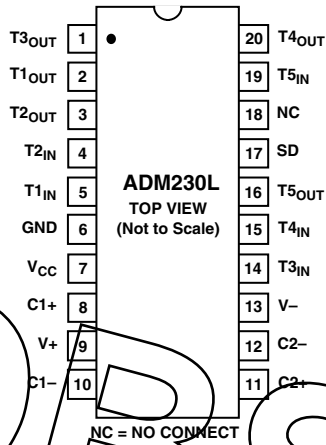 T3OUT 1 20 T4OUT
T1OUT 2 19 T5IN
T2OUT 3 18 NC
T2IN 4 17 SD
T1IN 5 ADM230L 16 T5OUT
TOP VIEW
GND 6 (Not to Scale) 15 T4IN
VCC 7 14 T3IN
C1+ 8 13 V–
V+ 9 12 C2–
C1– 10 11 C2+
NC = NO CONNECT